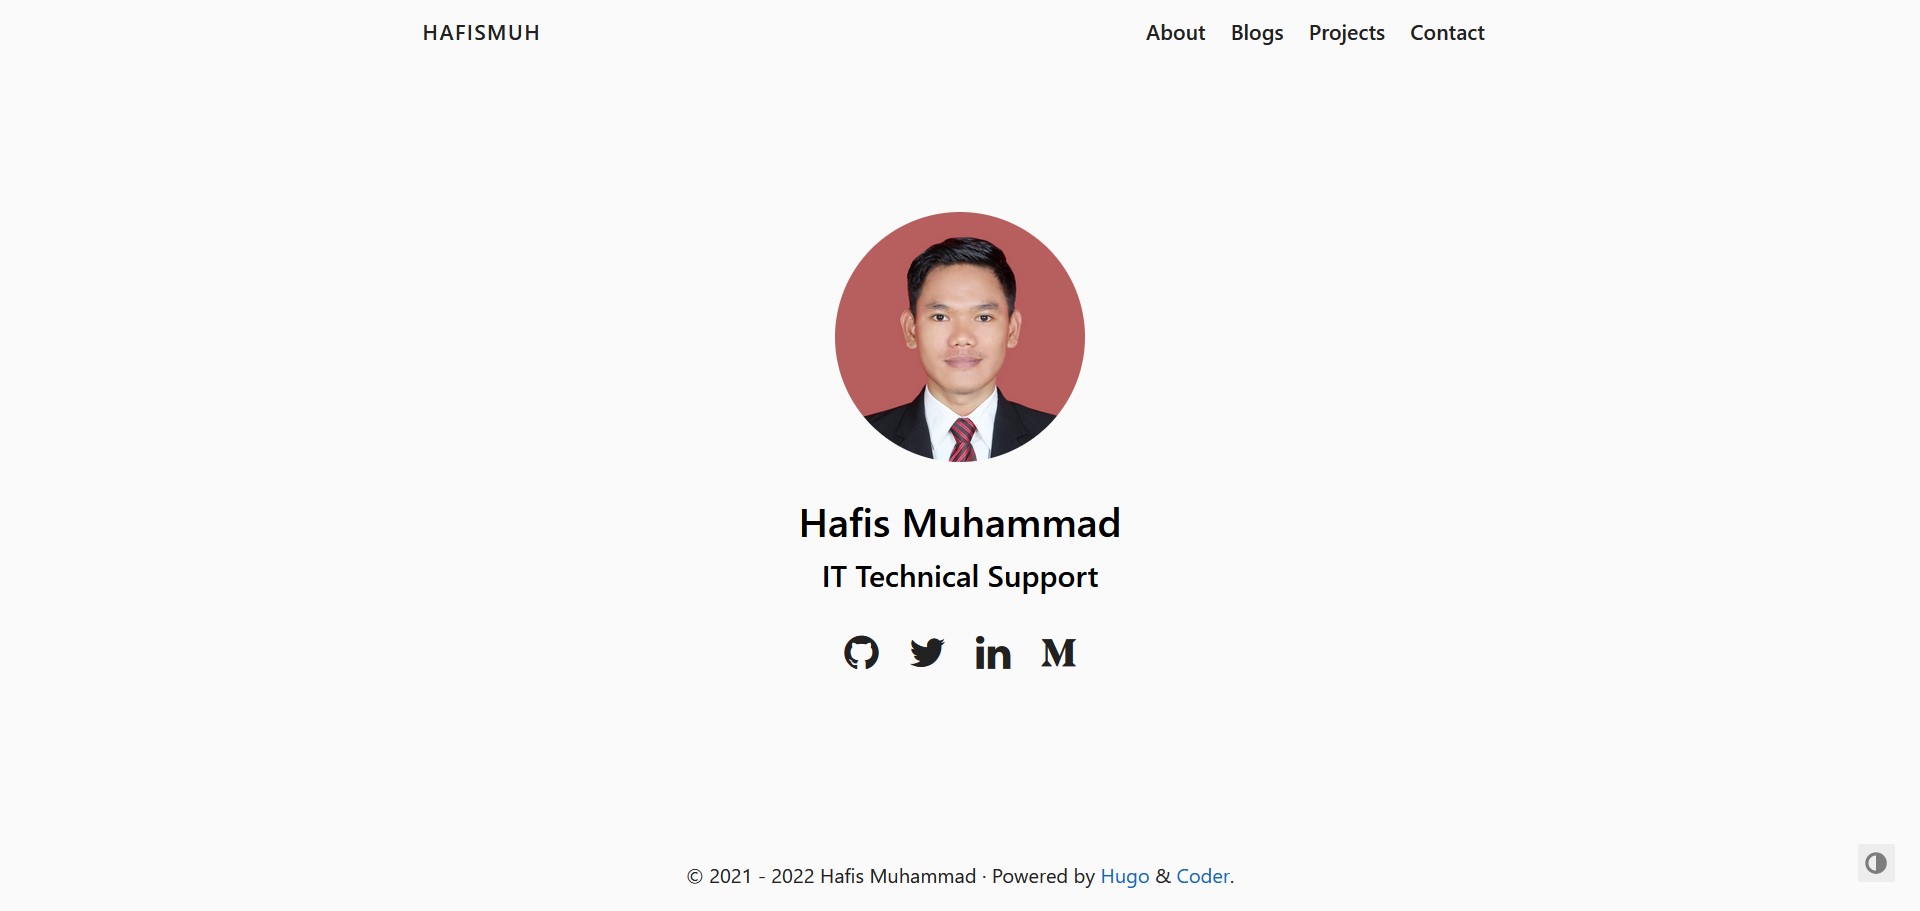 HAFISMUH
About Blogs Projects Contact
Hafis Muhammad
IT Technical Support
© 2021 - 2022 Hafis Muhammad · Powered by Hugo & Coder.